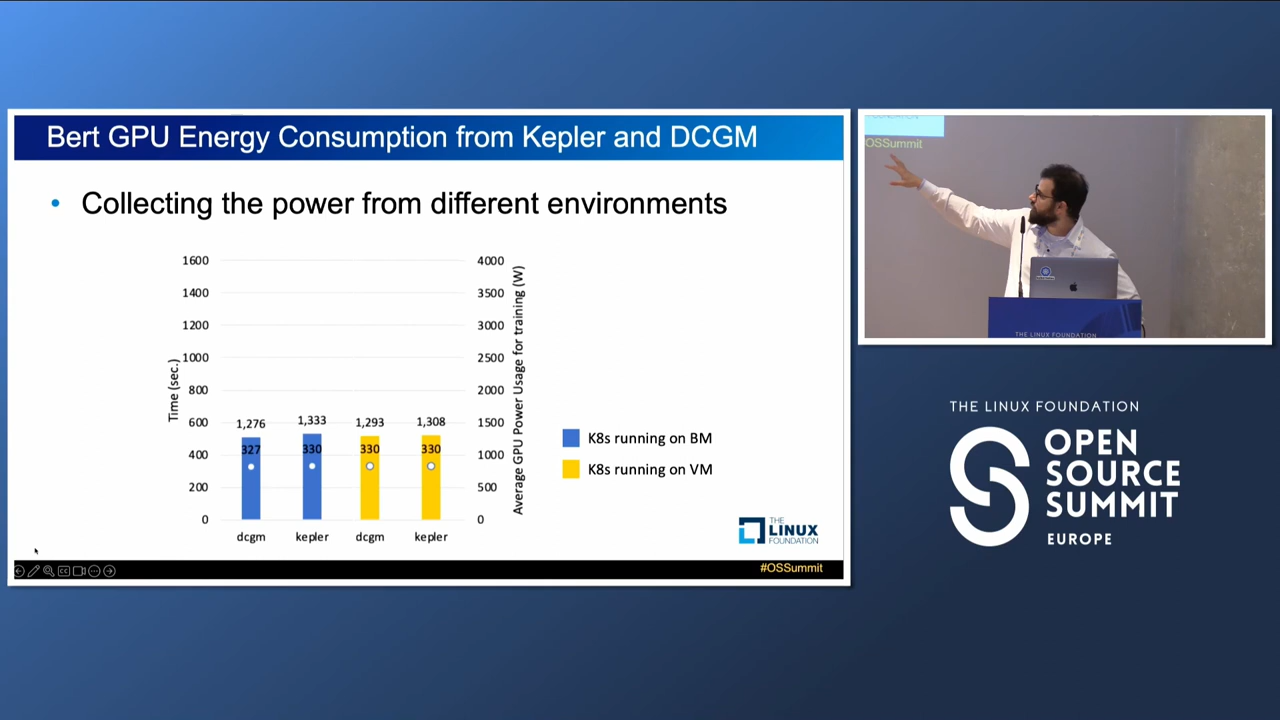 Bert GPU Energy Consumption from Kepler and DCGM
• Collecting the power from different environments
1600
1400
1200
1000
800
600
400
200
0
Time (sec.)
4000
3500
3000
2500
2000
1500
1000
500
0
Average GPU Power Usage for training (W)
1,276
1,333
1,293
1,308
327
330
330
330
dcgm
kepler
dcgm
kepler
K8s running on BM
K8s running on VM
THE
LINUX
FOUNDATION
#OSSummit
OSSummit
THE LINUX FOUNDATION
THE LINUX FOUNDATION
OPEN
SOURCE
SUMMIT
EUROPE